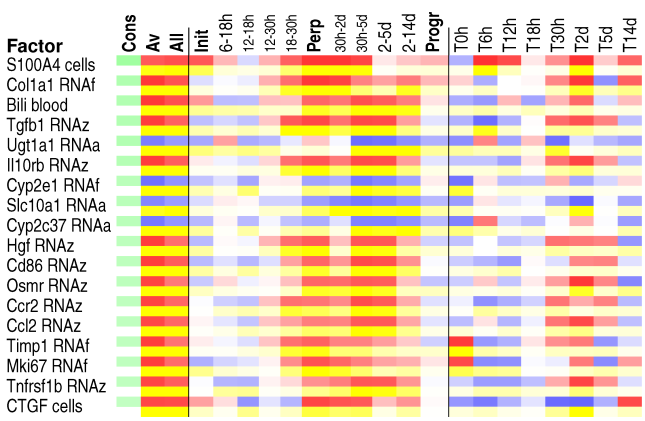 Factor Cons Av All Init 6-18h 12-18h 12-30h 18-30h Perp 30h-2d 30h-5d 2-5d 2-14d Progr T0h T6h T12h T18h T30h T2d T5d T14d
S100A4 cells
Col1a1 RNAf
Bili blood
Tgfb1 RNAz
Ugt1a1 RNAa
Il10rb RNAz
Cyp2e1 RNAf
Slc10a1 RNAa
Cyp2c37 RNAa
Hgf RNAz
Cd86 RNAz
Osmr RNAz
Ccr2 RNAz
Ccl2 RNAz
Timp1 RNAf
Mki67 RNAf
Tnfrsf1b RNAz
CTGF cells